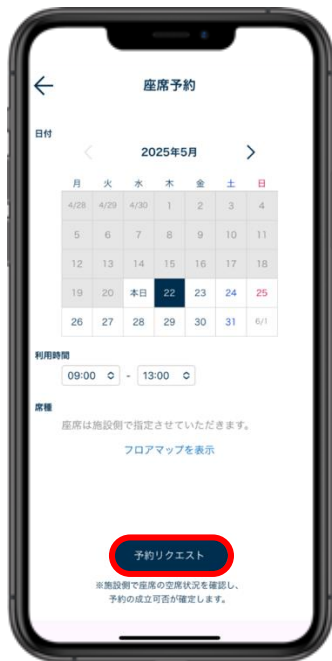 座席予約
日付
2025年5月
月 火 水 木 金 土 日
4/28 4/29 4/30 1 2 3 4
5 6 7 8 9 10 11
12 13 14 15 16 17 18
19 20 本日 22 23 24 25
26 27 28 29 30 31 6/1
利用時間
09:00 - 13:00
席種
座席は施設側で指定させていただきます。
フロアマップを表示
予約リクエスト
※施設側で座席の空席状況を確認し、
予約の成立可否が確定します。